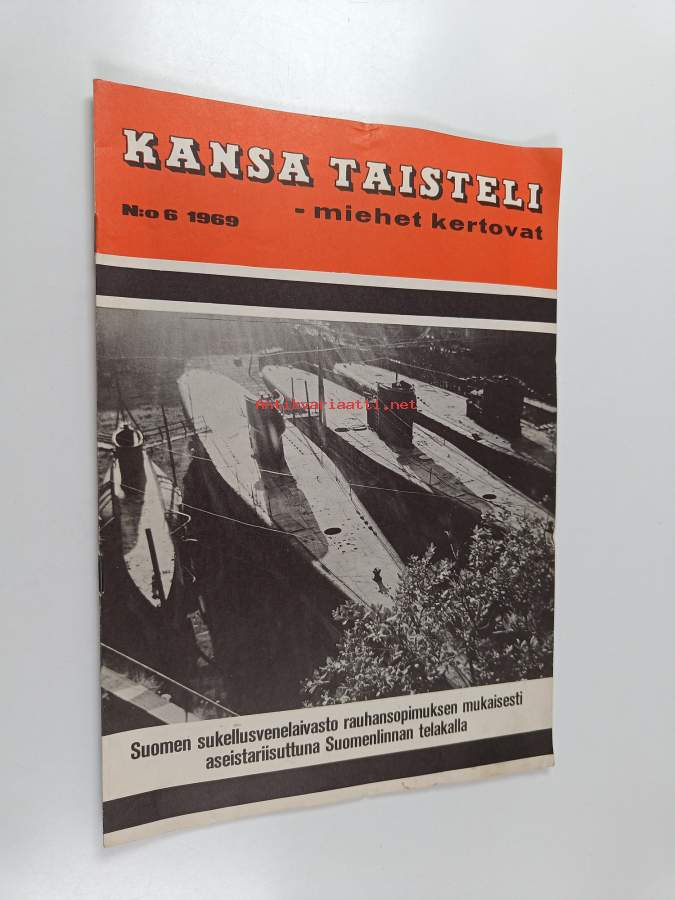 KANSA TAISTELI
N:o 6 1969 - miehet kertovat
Antikvariaatti.net
Suomen sukellusvenelaivasto rauhansopimuksen mukaisesti
aseistariisuttuna Suomenlinnan telakalla